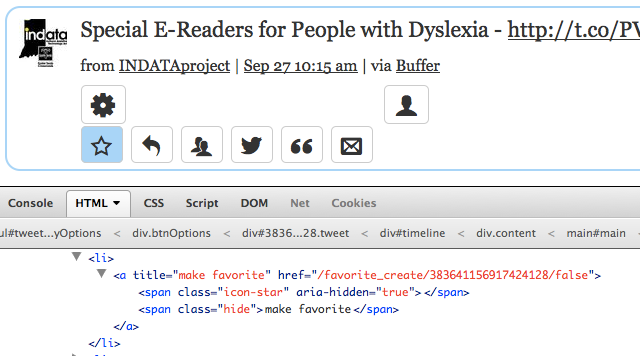 indata
Special E-Readers for People with Dyslexia - http://t.co/PV
from INDATAproject | Sep 27 10:15 am | via Buffer
Console HTML CSS Script DOM Net Cookies
ul#tweet...yOptions < div.btnOptions < div#3836...28.tweet < div#timeline < div.content < main#main
<li>
<a title="make favorite" href="/favorite_create/383641156917424128/false">
<span class="icon-star" aria-hidden="true"></span>
<span class="hide">make favorite</span>
</a>
</li>